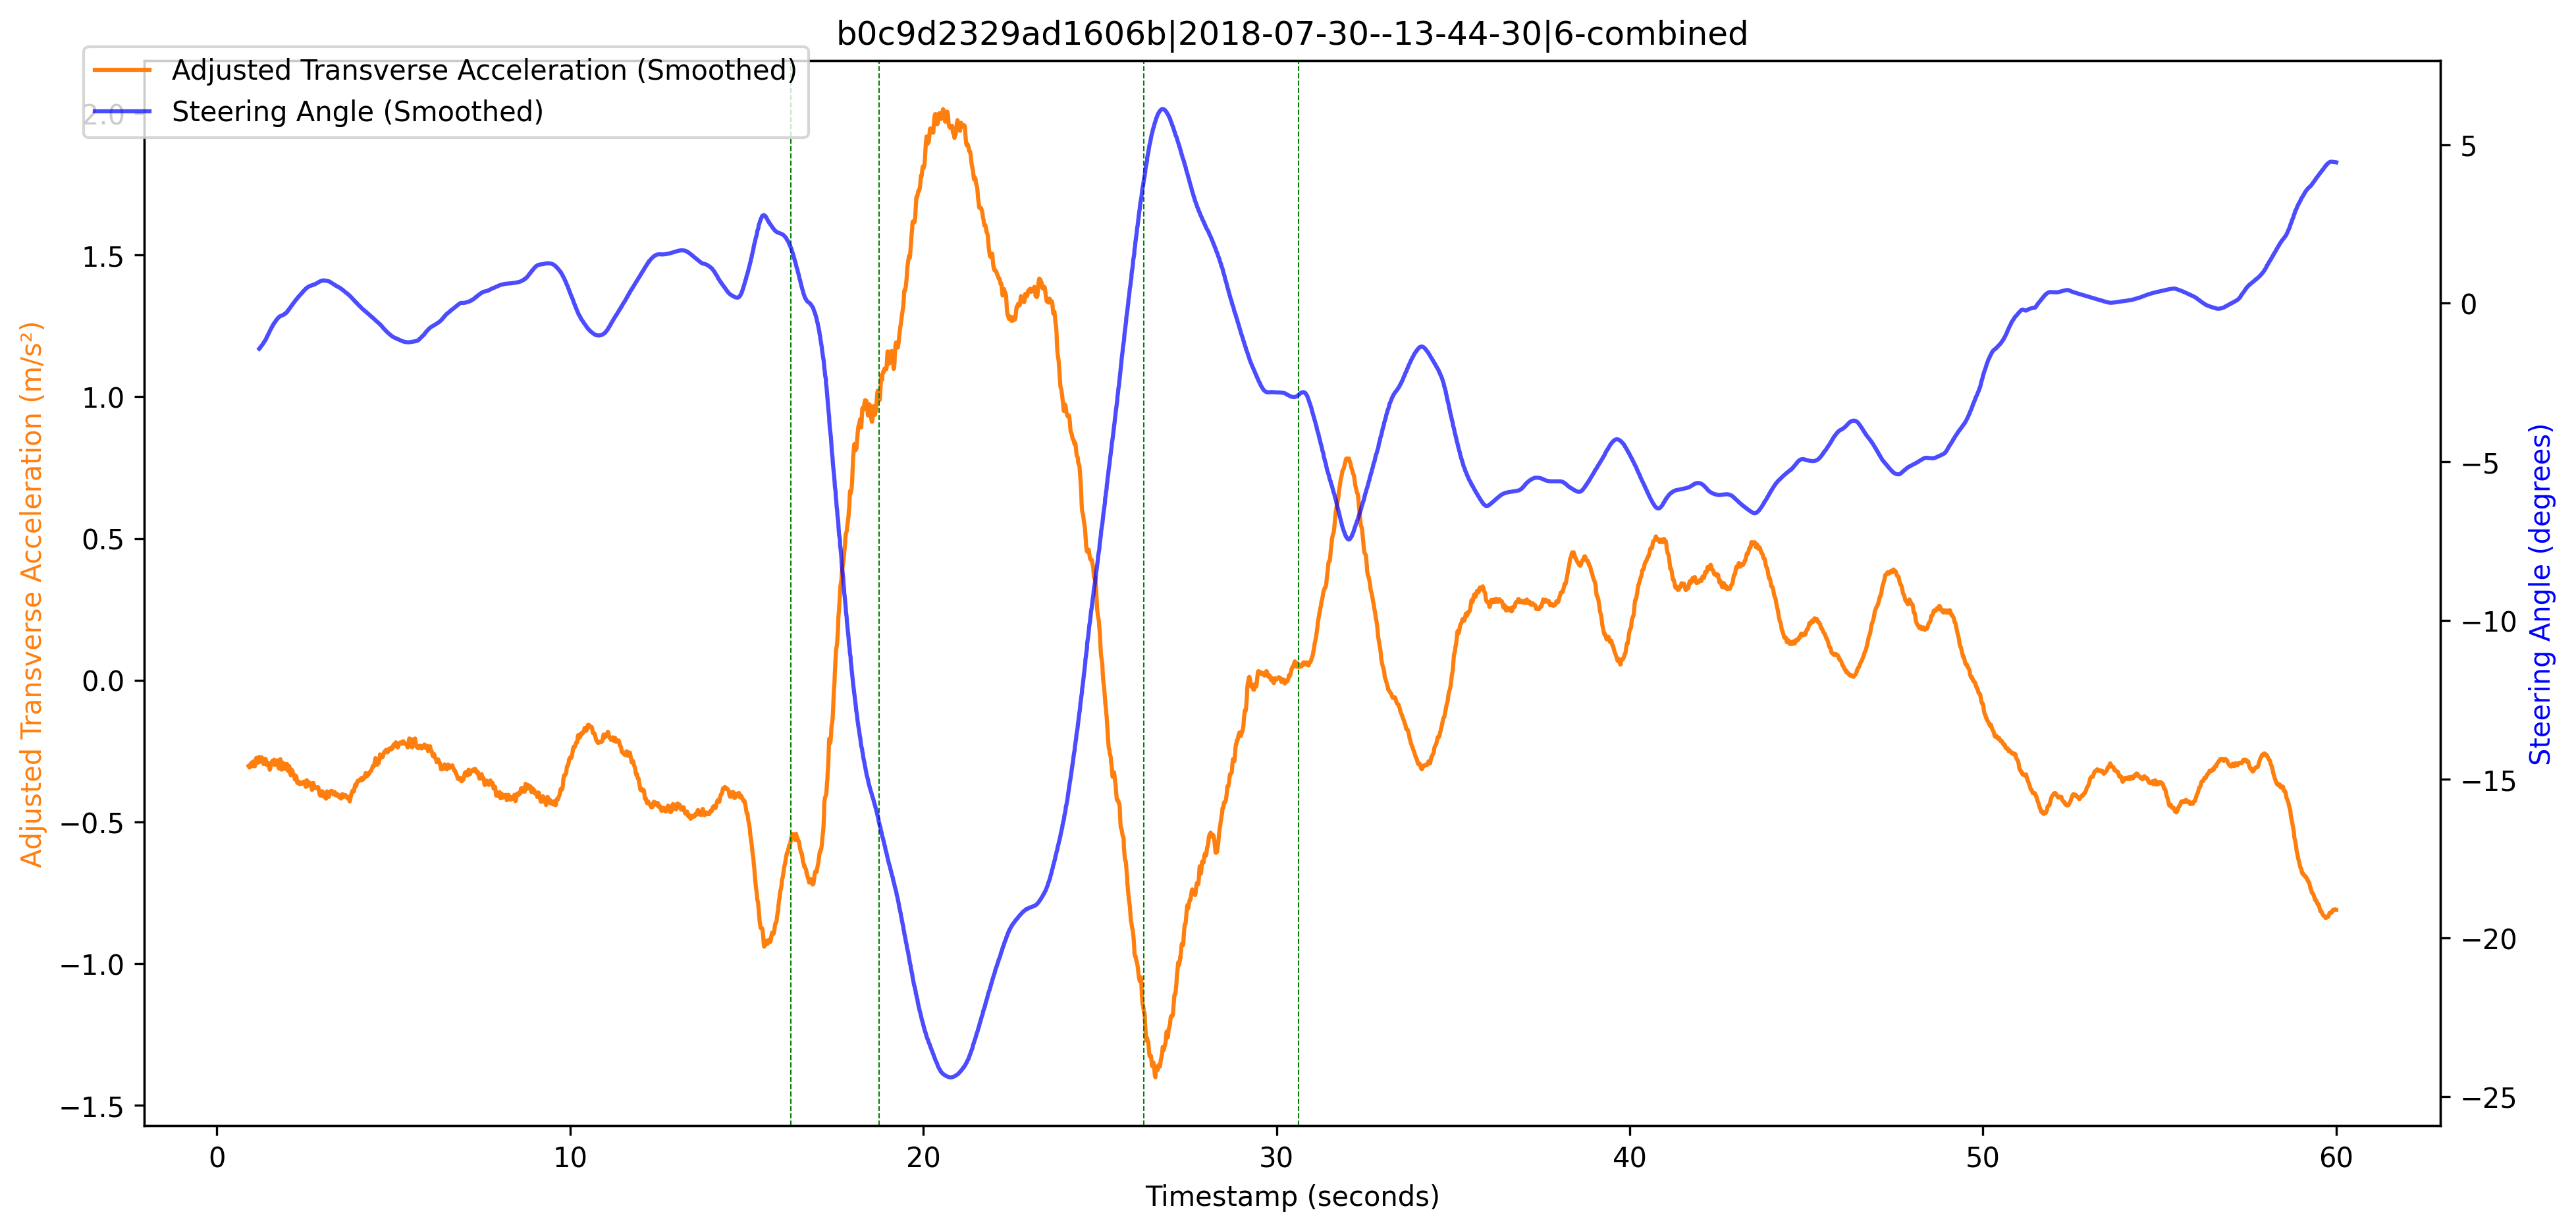 b0c9d2329ad1606b|2018-07-30--13-44-30|6-combined
Adjusted Transverse Acceleration (Smoothed)
Steering Angle (Smoothed)
2.0
1.5
1.0
0.5
0.0
−0.5
−1.0
−1.5
Adjusted Transverse Acceleration (m/s²)
5
0
−5
−10
−15
−20
−25
Steering Angle (degrees)
0 10 20 30 40 50 60
Timestamp (seconds)